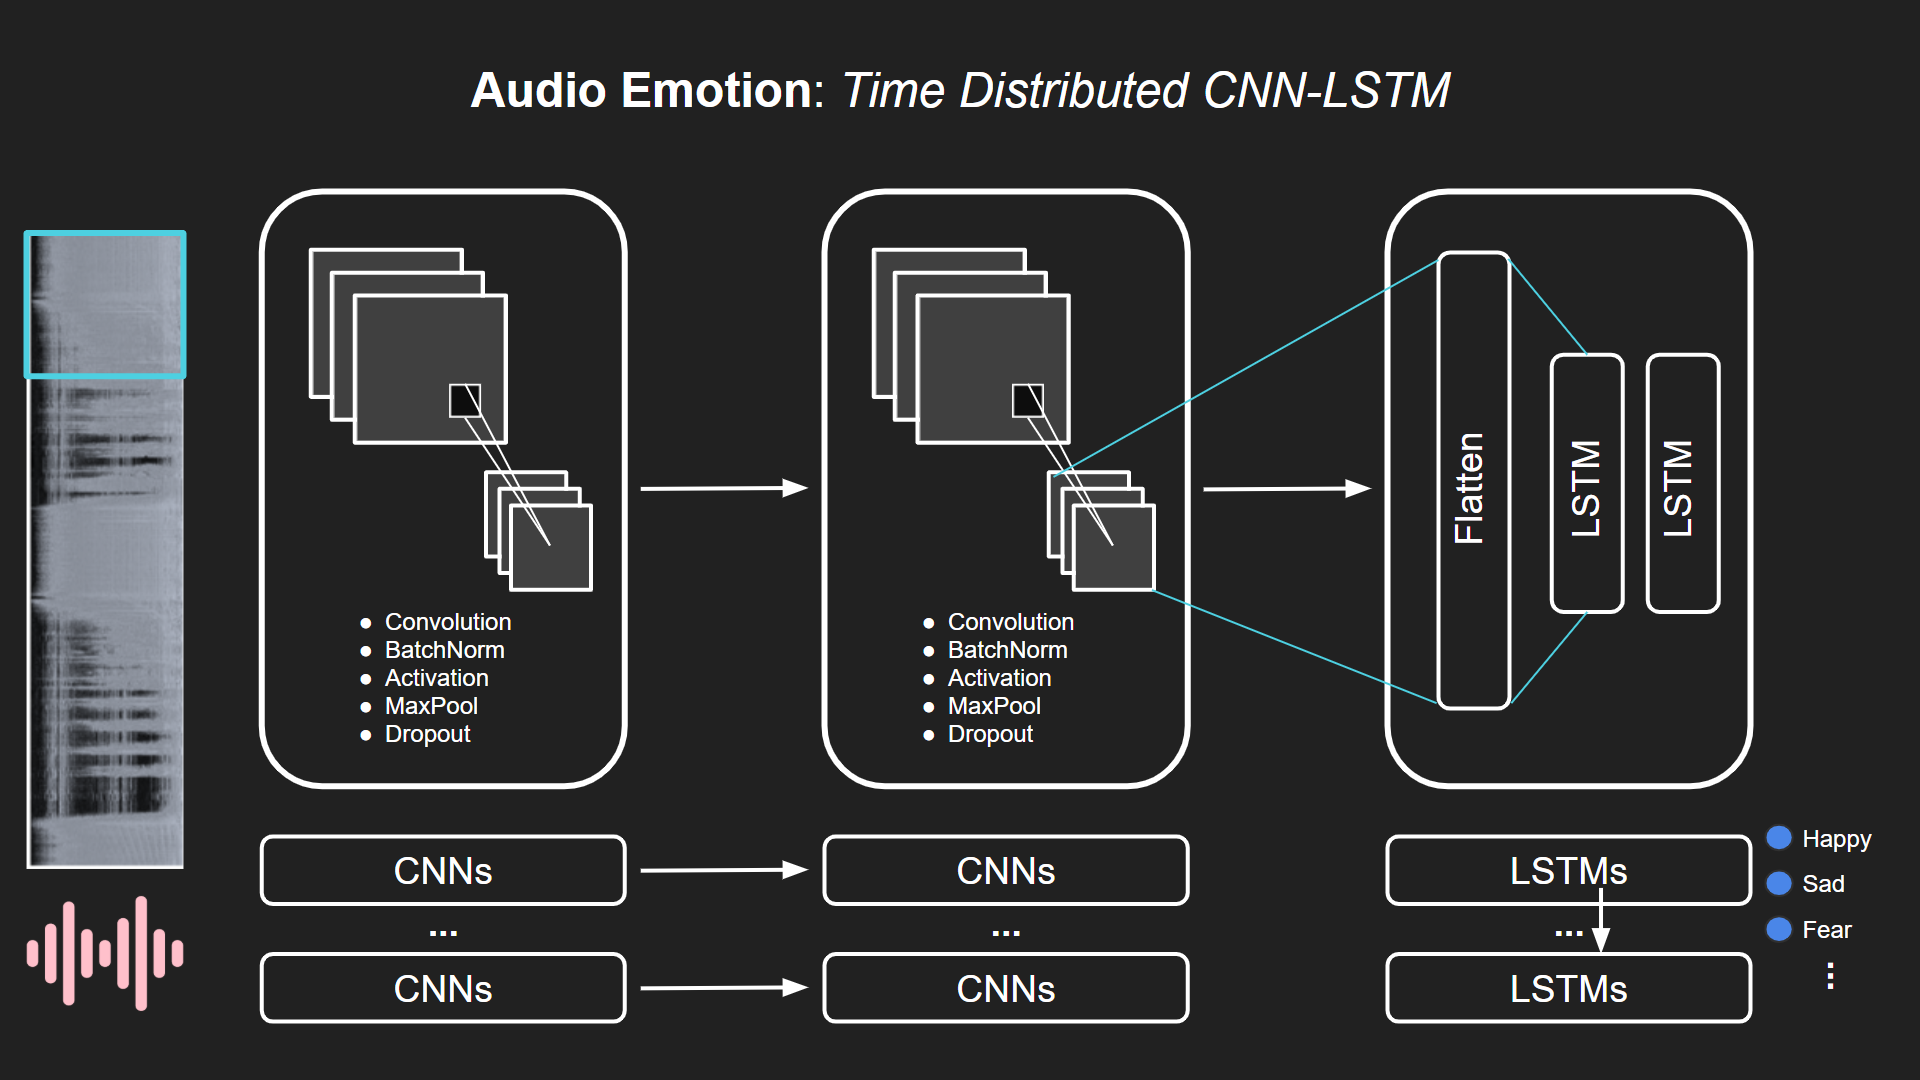 Audio Emotion: Time Distributed CNN-LSTM
● Convolution
● BatchNorm
● Activation
● MaxPool
● Dropout
● Convolution
● BatchNorm
● Activation
● MaxPool
● Dropout
Flatten
LSTM
LSTM
CNNs
CNNs
LSTMs
...
...
...
CNNs
CNNs
LSTMs
Happy
Sad
Fear
⋮